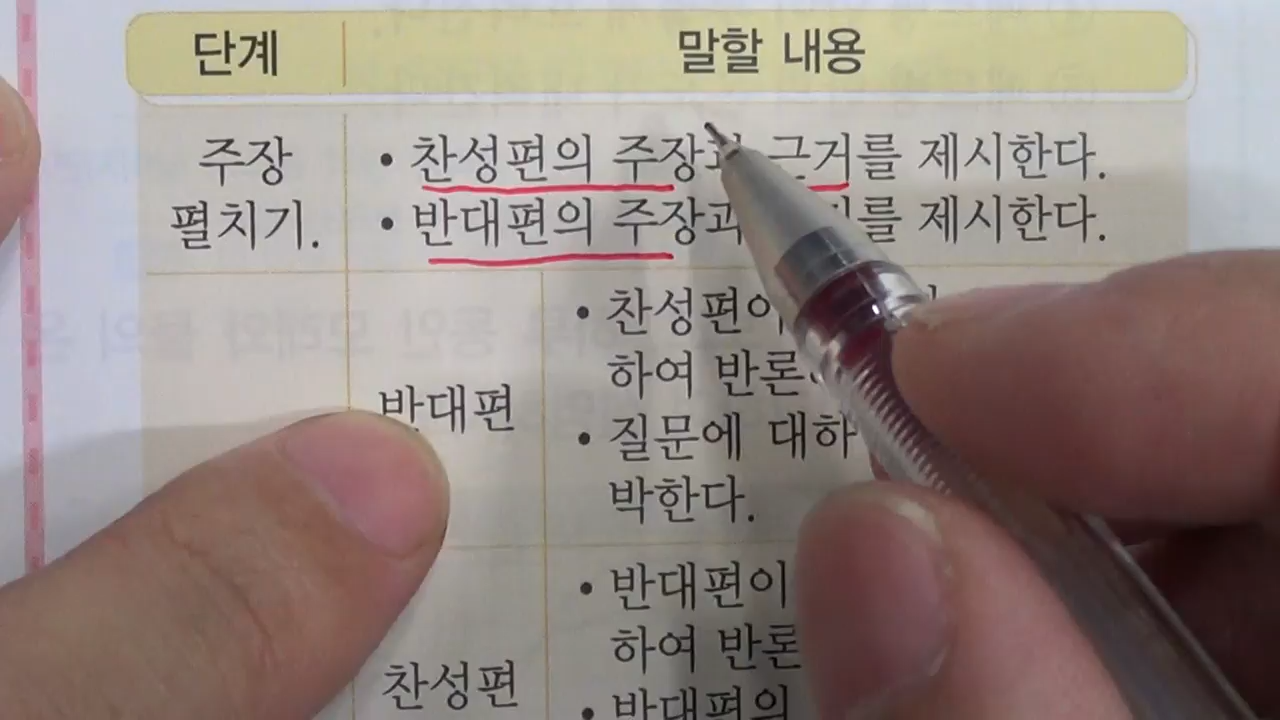 단계 말할 내용
주장 펼치기.
• 찬성편의 주장과 근거를 제시한다.
• 반대편의 주장과 를 제시한다.
반대편
• 찬성편이
하여 반론
• 질문에 대하
박한다.
찬성편
• 반대편이
하여 반론
• 반대편의